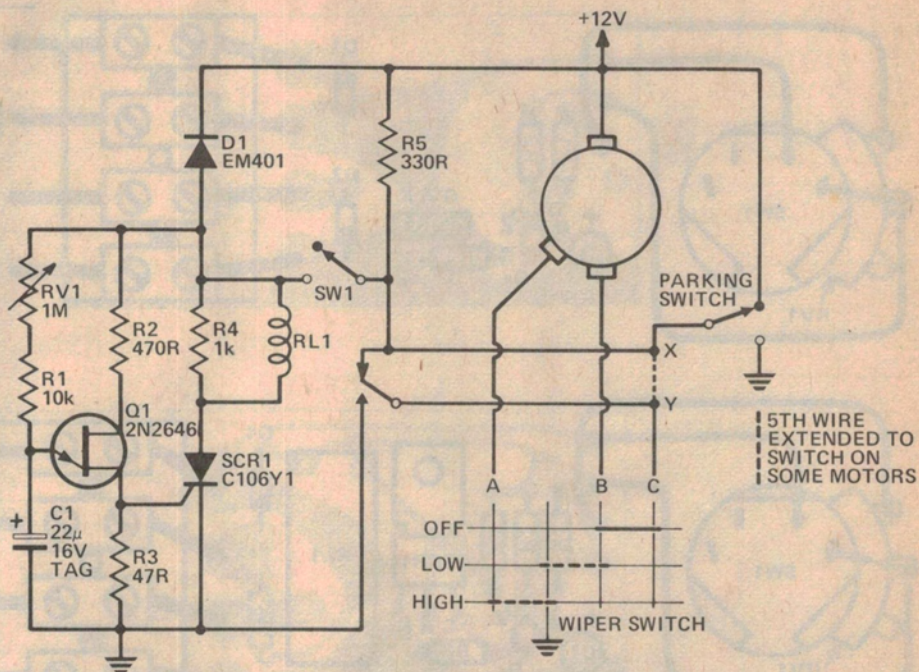 +12V
D1
EM401
R5
330R
RV1
1M
R2
470R
R4
1k
RL1
SW1
PARKING
SWITCH
R1
10k
Q1
2N2646
X
Y
SCR1
C106Y1
5TH WIRE
EXTENDED TO
SWITCH ON
SOME MOTORS
+
C1
22µ
16V
TAG
R3
47R
A B C
OFF
LOW
HIGH
WIPER SWITCH